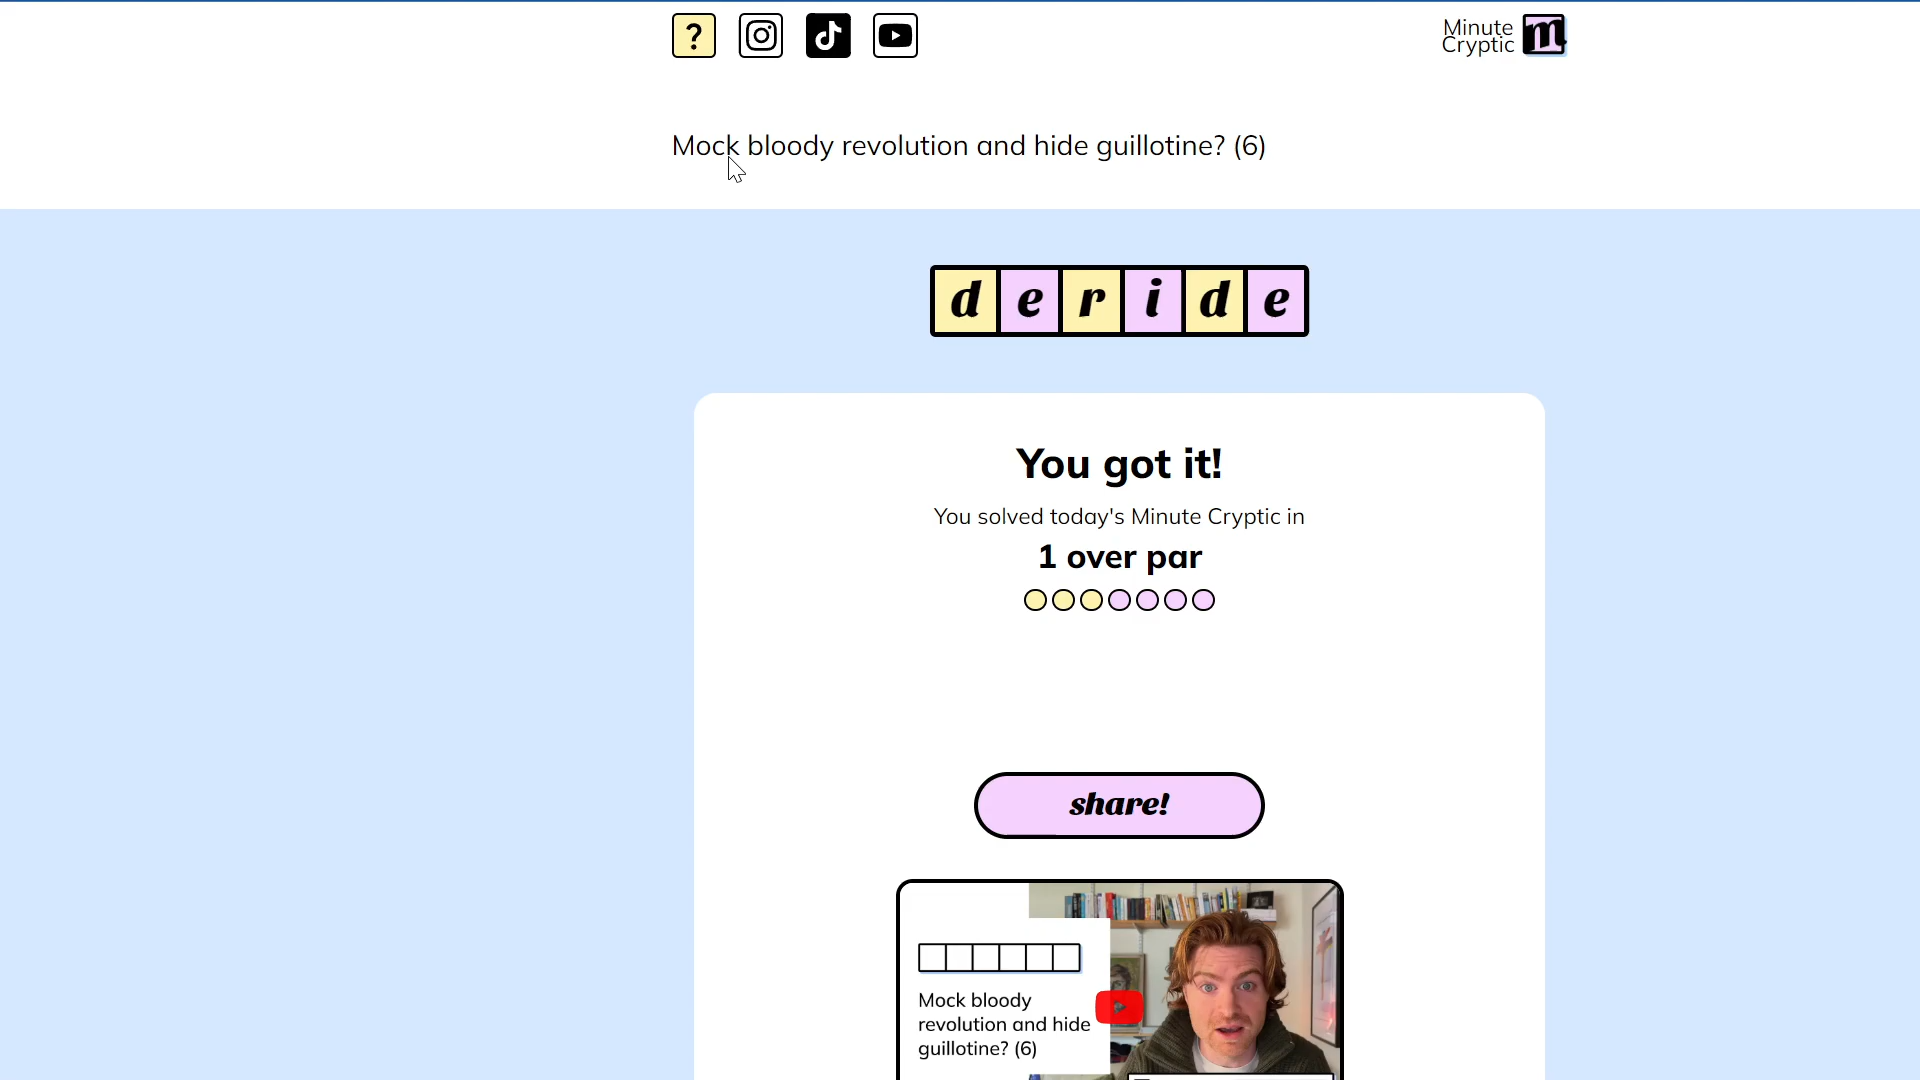 ?
Minute
Cryptic
m
Mock bloody revolution and hide guillotine? (6)
deride
You got it!
You solved today's Minute Cryptic in
1 over par
share!
Mock bloody
revolution and hide
guillotine? (6)